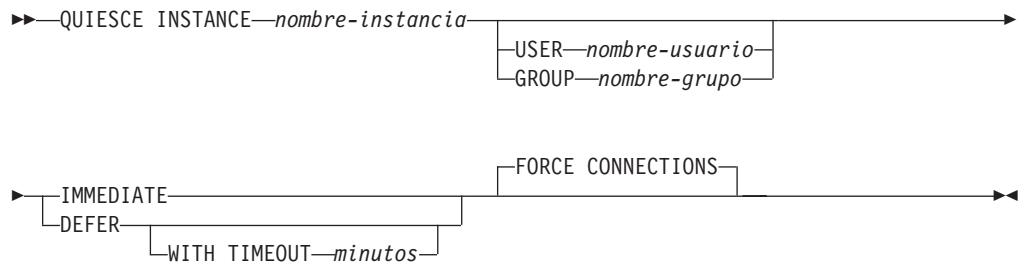 QUIESCE INSTANCE nombre-instancia
USER nombre-usuario
GROUP nombre-grupo
FORCE CONNECTIONS
IMMEDIATE
DEFER
WITH TIMEOUT minutos